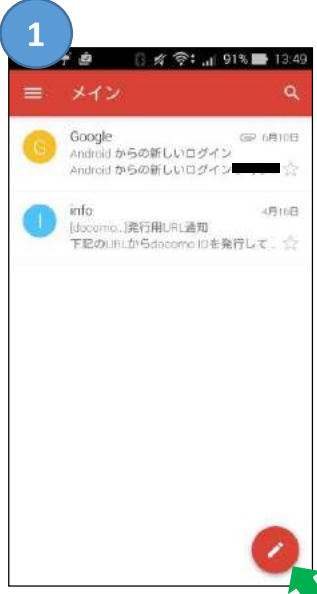 1
91% 13:49
メイン
G Google 6月10日
Android からの新しいログイン
Android からの新しいログイン
I info 4月16日
[docomo..]発行用URL通知
下記のURLからdocomo IDを発行して..